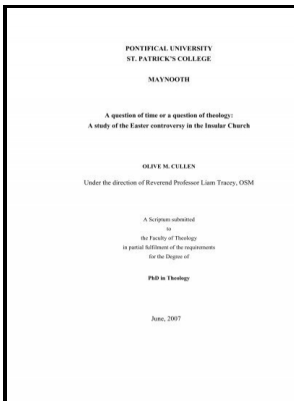 PONTIFICAL UNIVERSITY
ST. PATRICK'S COLLEGE
MAYNOOTH
A question of time or a question of theology:
A study of the Easter controversy in the Insular Church
OLIVE M. CULLEN
Under the direction of Reverend Professor Liam Tracey, OSM
A Scriptum submitted
to
the Faculty of Theology
in partial fulfilment of the requirements
for the Degree of
PhD in Theology
June, 2007